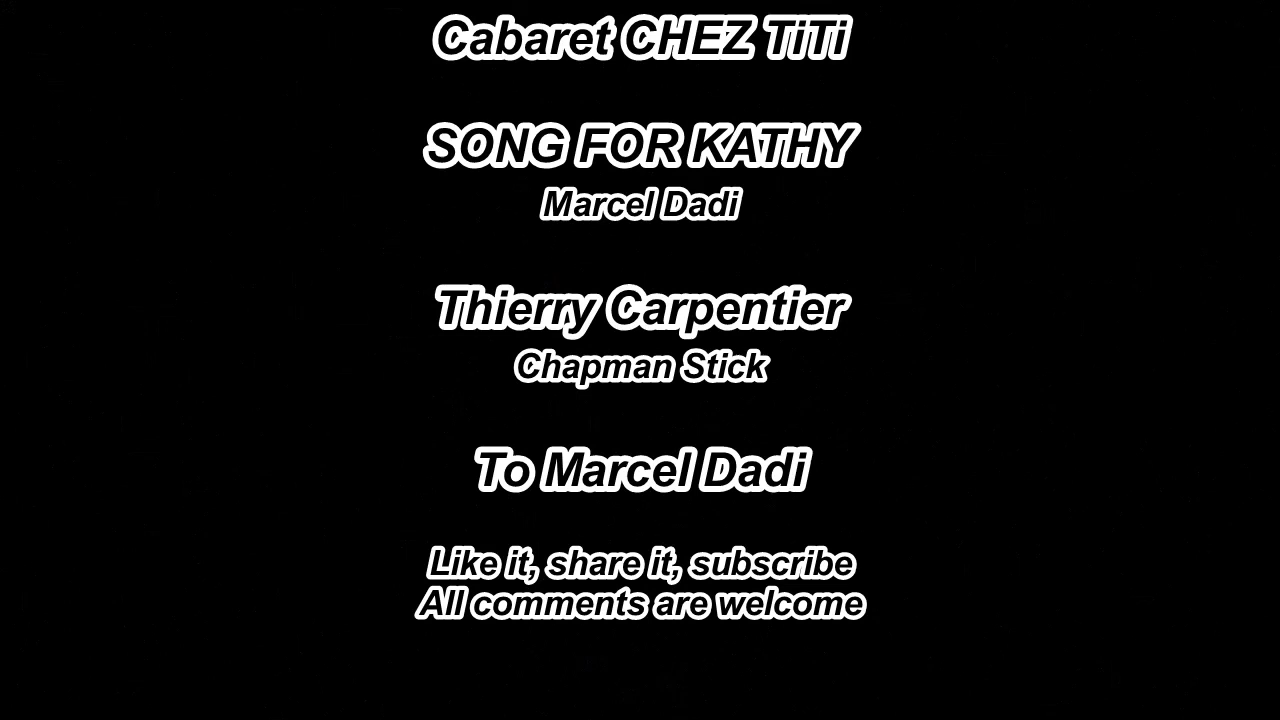 Cabaret CHEZ TiTi
SONG FOR KATHY
Marcel Dadi
Thierry Carpentier
Chapman Stick
To Marcel Dadi
Like it, share it, subscribe
All comments are welcome